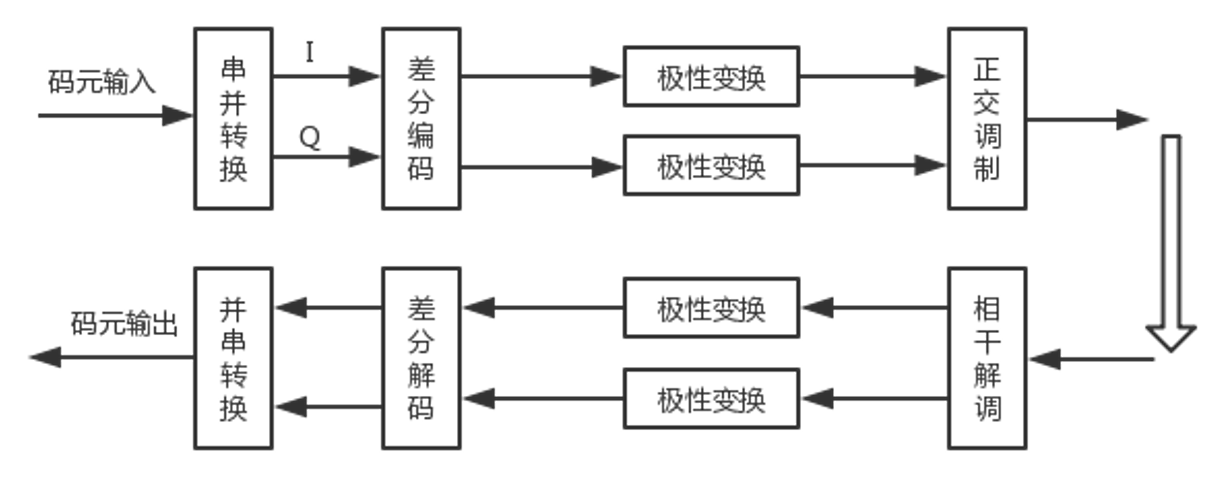 码元输入
串并转换
I
Q
差分编码
极性变换
极性变换
正交调制
码元输出
并串转换
差分解码
极性变换
极性变换
相干解调